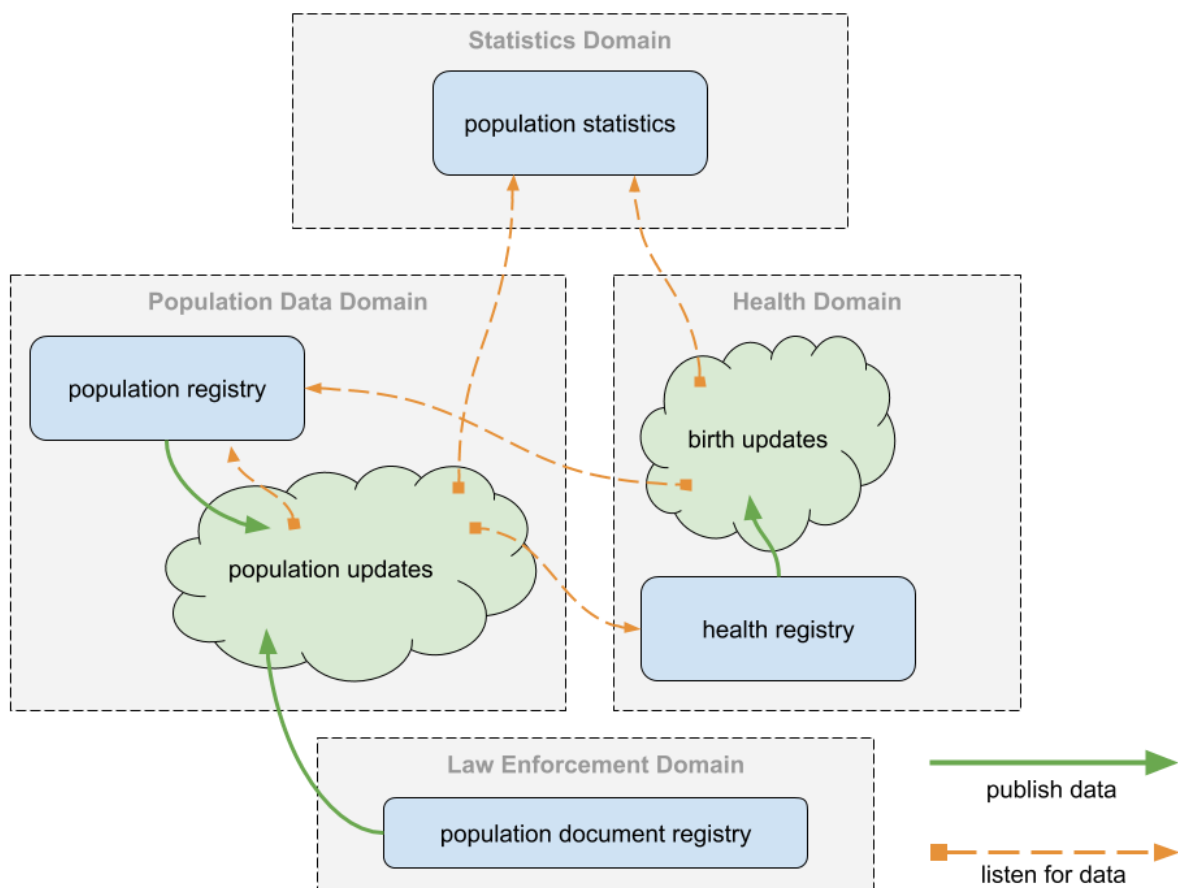 Statistics Domain
population statistics
Population Data Domain
Health Domain
population registry
birth updates
population updates
health registry
Law Enforcement Domain
publish data
population document registry
listen for data